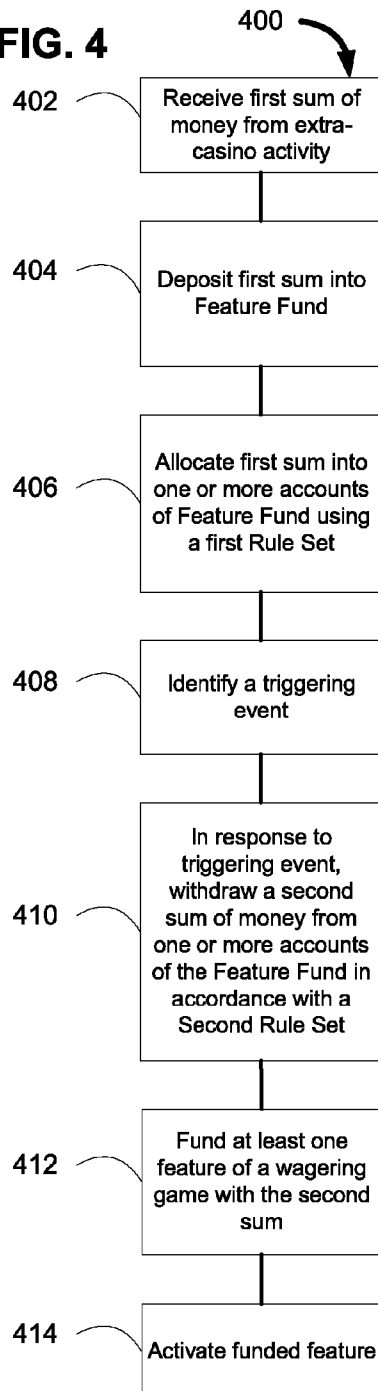 FIG. 4
400
402
Receive first sum of
money from extra-
casino activity
404
Deposit first sum into
Feature Fund
406
Allocate first sum into
one or more accounts
of Feature Fund using
a first Rule Set
408
Identify a triggering
event
410
In response to
triggering event,
withdraw a second
sum of money from
one or more accounts
of the Feature Fund in
accordance with a
Second Rule Set
412
Fund at least one
feature of a wagering
game with the second
sum
414
Activate funded feature